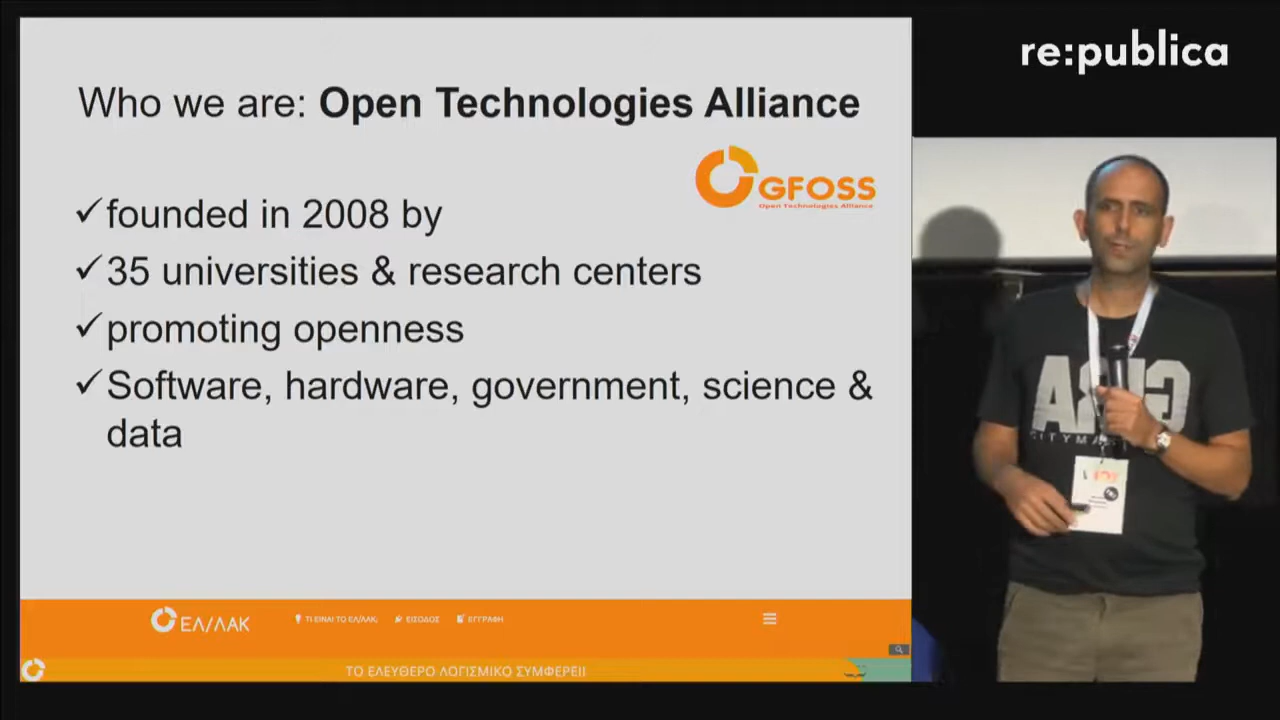 re:publica
Who we are: Open Technologies Alliance
GFOSS
Open Technologies Alliance
✓founded in 2008 by
✓35 universities & research centers
✓promoting openness
✓Software, hardware, government, science &
data
ΕΛ/ΛΑΚ
ΤΙ ΕΙΝΑΙ ΤΟ ΕΛ/ΛΑΚ; ΕΙΣΟΔΟΣ ΕΓΓΡΑΦΗ
ΤΟ ΕΛΕΥΘΕΡΟ ΛΟΓΙΣΜΙΚΟ ΣΥΜΦΕΡΕΙ!